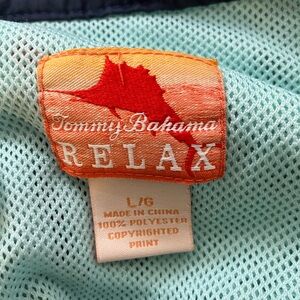 Tommy Bahama
RELAX
L/G
MADE IN CHINA
100% POLYESTER
COPYRIGHTED
PRINT